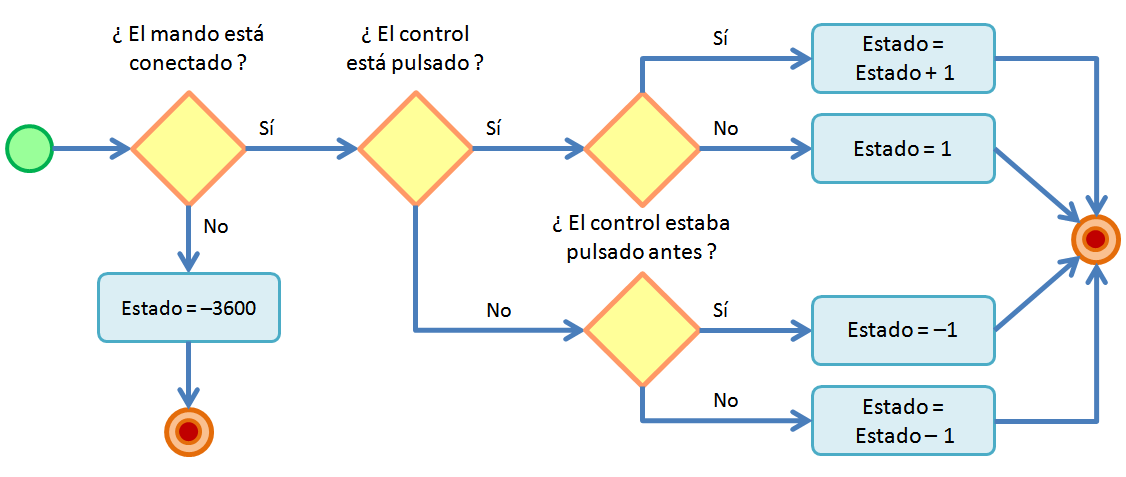 ¿ El mando está
conectado ?
¿ El control
está pulsado ?
Sí
Estado =
Estado + 1
Sí
Sí
No
Estado = 1
No
¿ El control estaba
pulsado antes ?
Estado = –3600
No
Sí
Estado = –1
No
Estado =
Estado – 1